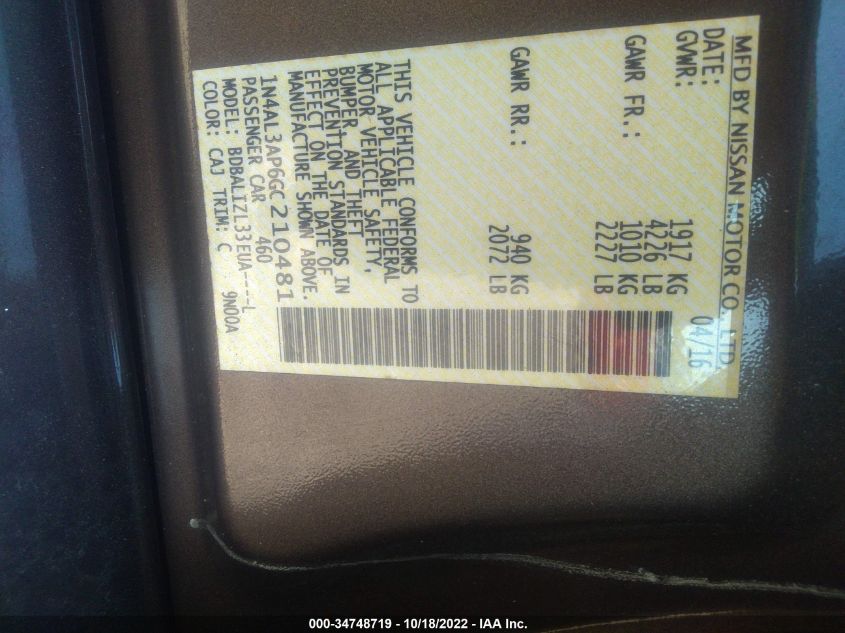 MFD BY NISSAN MOTOR CO. LTD
DATE: 04/16
GVWR: 1917 KG
4226 LB
GAWR FR.: 1010 KG
2227 LB
GAWR RR.: 940 KG
2072 LB
THIS VEHICLE CONFORMS TO
ALL APPLICABLE FEDERAL
MOTOR VEHICLE SAFETY,
BUMPER, AND THEFT
PREVENTION STANDARDS IN
EFFECT ON THE DATE OF
MANUFACTURE SHOWN ABOVE.
1N4AL3AP6GC210481
PASSENGER CAR 460
MODEL: BDBALIZL33EUA----L
COLOR: CAJ TRIM: C 9N00A
000-34748719 - 10/18/2022 - IAA Inc.